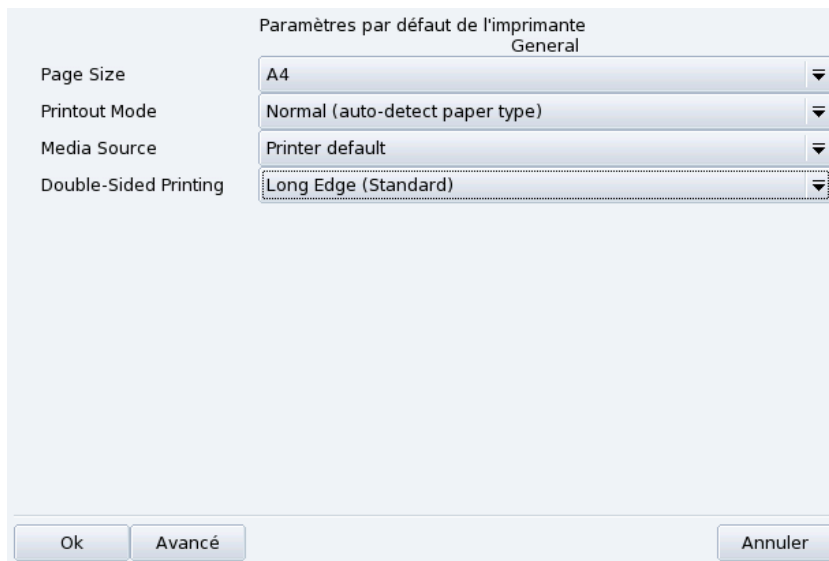 Paramètres par défaut de l'imprimante
General
Page Size A4
Printout Mode Normal (auto-detect paper type)
Media Source Printer default
Double-Sided Printing Long Edge (Standard)
Ok Avancé Annuler